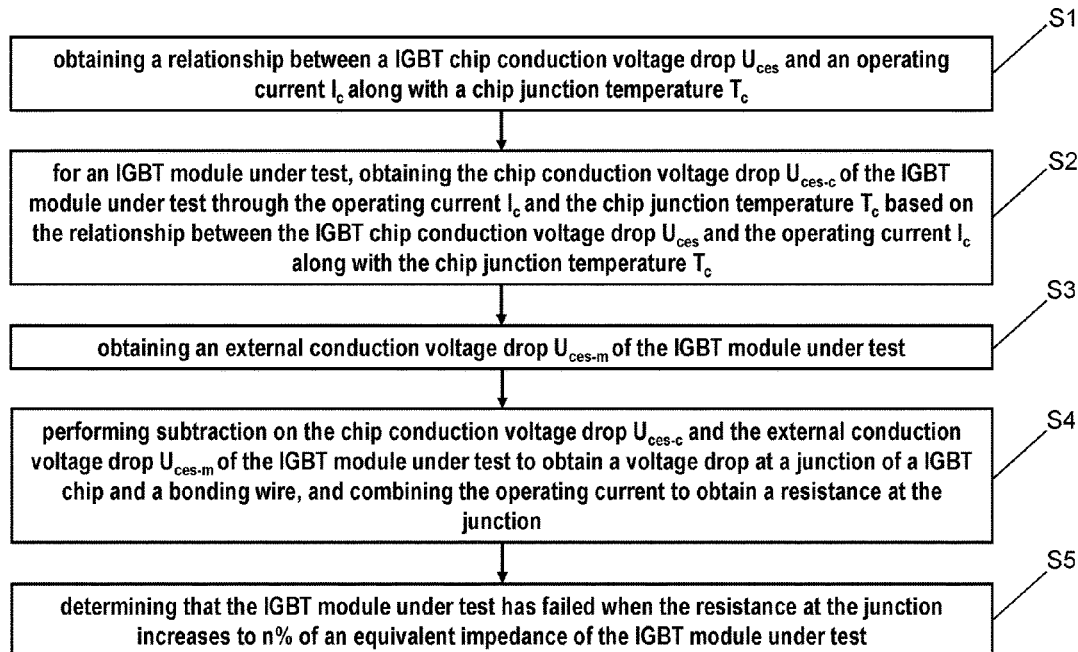 S1
obtaining a relationship between a IGBT chip conduction voltage drop Uces and an operating
current Ic along with a chip junction temperature Tc
S2
for an IGBT module under test, obtaining the chip conduction voltage drop Uces-c of the IGBT
module under test through the operating current Ic and the chip junction temperature Tc based on
the relationship between the IGBT chip conduction voltage drop Uces and the operating current Ic
along with the chip junction temperature Tc
S3
obtaining an external conduction voltage drop Uces-m of the IGBT module under test
S4
performing subtraction on the chip conduction voltage drop Uces-c and the external conduction
voltage drop Uces-m of the IGBT module under test to obtain a voltage drop at a junction of a IGBT
chip and a bonding wire, and combining the operating current to obtain a resistance at the
junction
S5
determining that the IGBT module under test has failed when the resistance at the junction
increases to n% of an equivalent impedance of the IGBT module under test